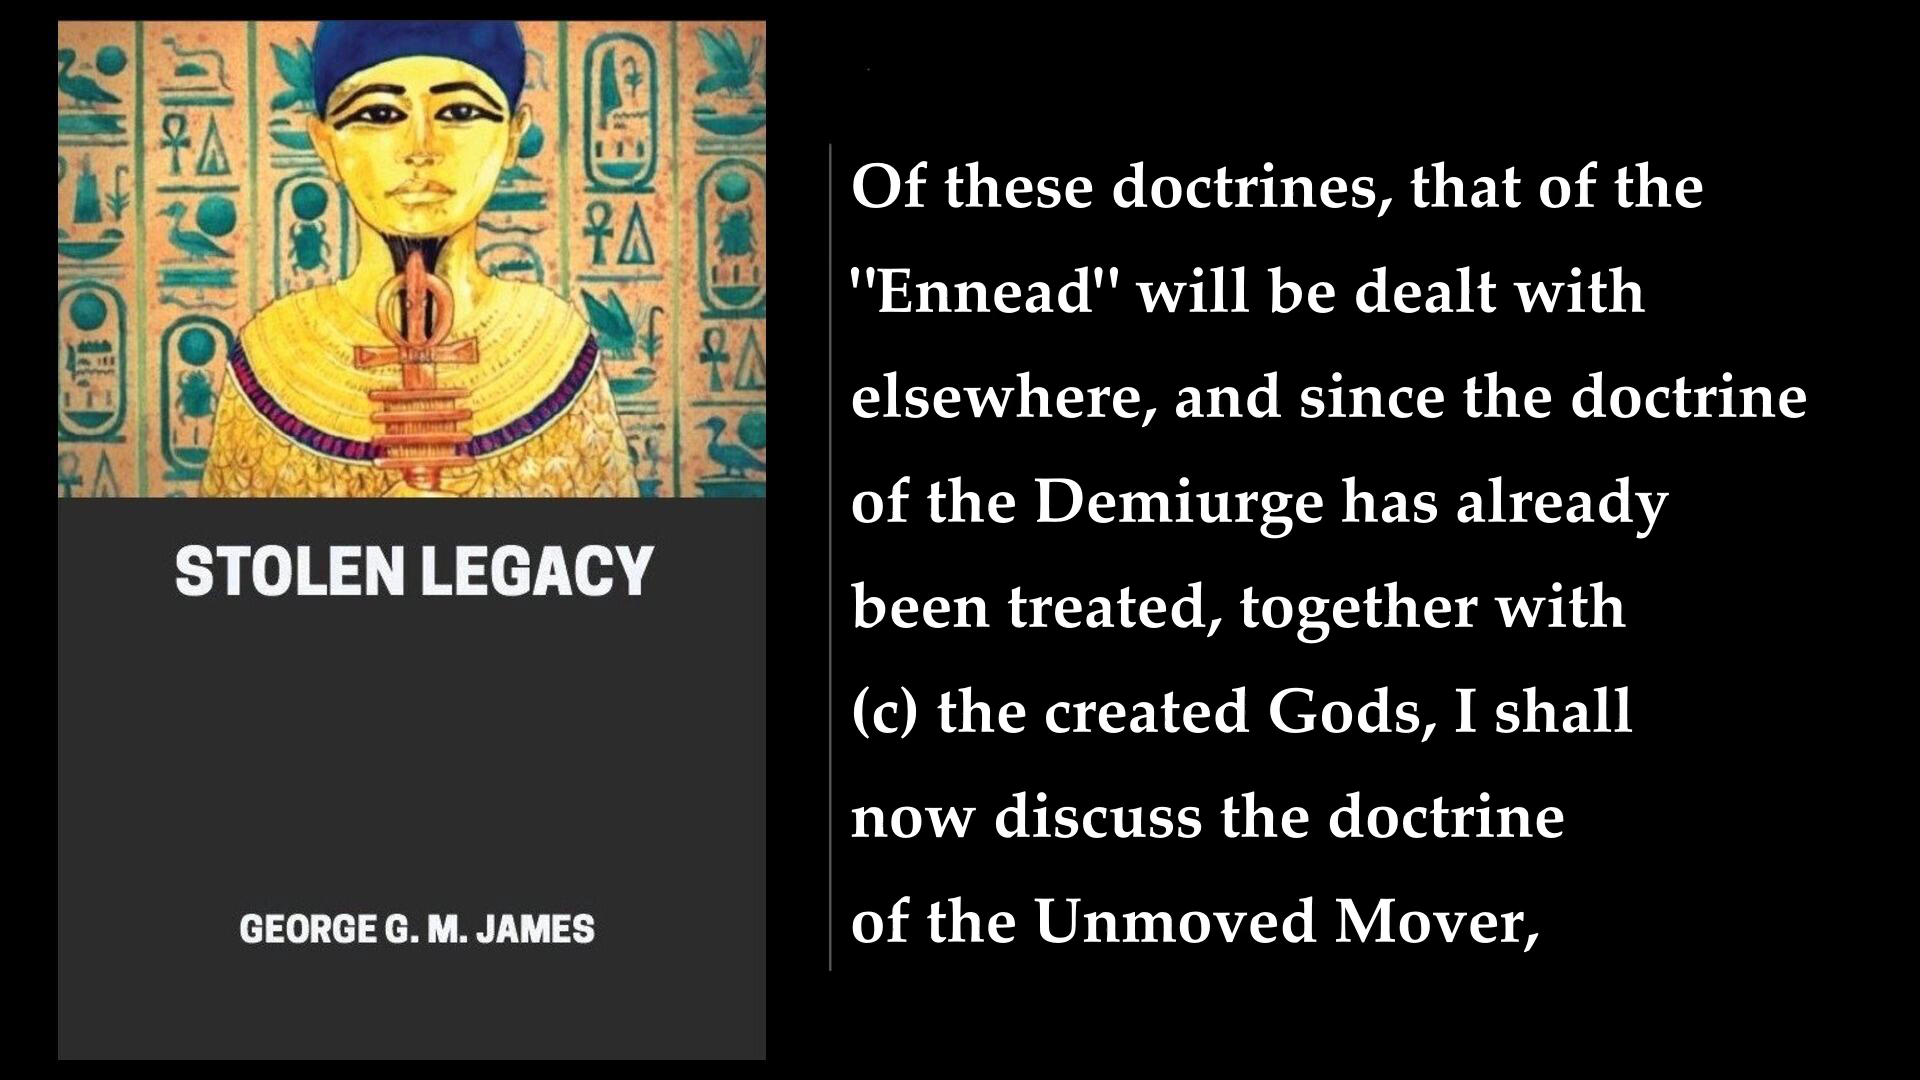 STOLEN LEGACY
GEORGE G. M. JAMES
Of these doctrines, that of the
"Ennead" will be dealt with
elsewhere, and since the doctrine
of the Demiurge has already
been treated, together with
(c) the created Gods, I shall
now discuss the doctrine
of the Unmoved Mover,